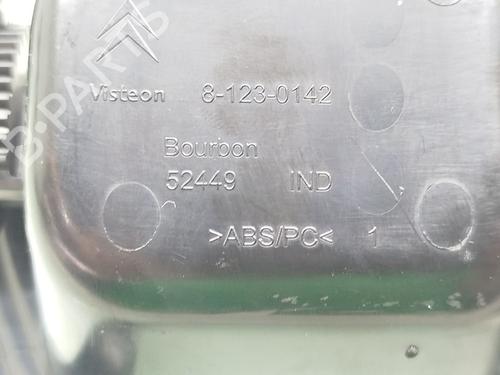 Visteon 8-123-0142
Bourbon
52449 IND
>ABS/PC< 1
B-PARTS